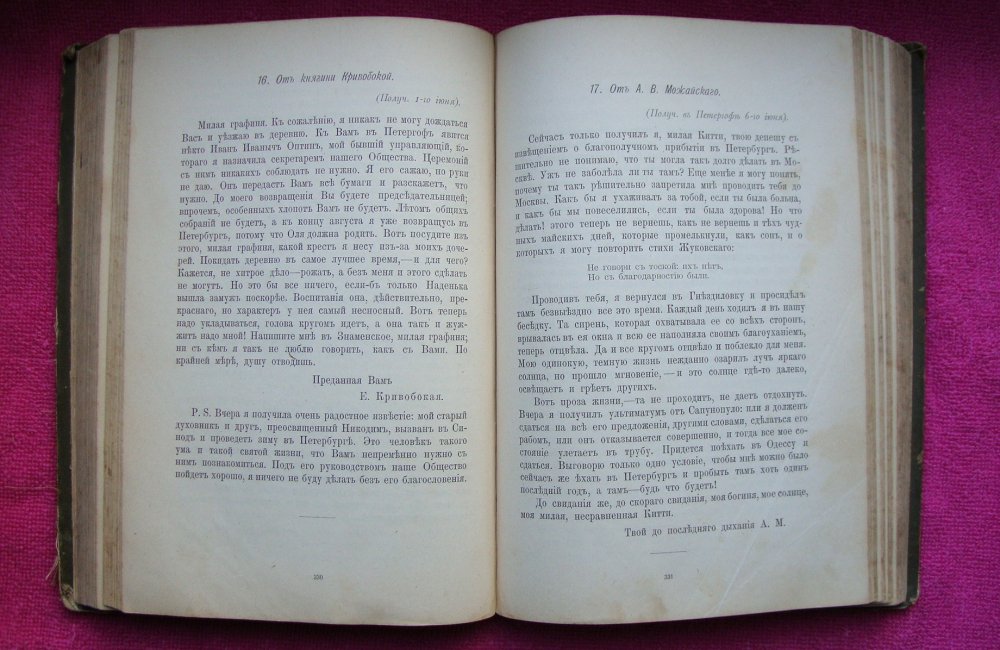 16. Отъ княгини Кривобокой.
(Получ. 1-го іюня).
Милая графиня. Къ сожалѣнію, я никакъ не могу дождаться
Васъ и уѣзжаю въ деревню. Къ Вамъ въ Петергофъ явится
нѣкто Иванъ Иванычъ Оптинъ, мой бывшій управляющій, ко-
тораго я назначила секретаремъ нашего Общества. Церемоній
съ нимъ никакихъ соблюдать не нужно. Я его сажаю, но руки
не даю. Онъ передастъ Вамъ всѣ бумаги и разскажетъ, что
нужно. До моего возвращенія Вы будете предсѣдательницей;
впрочемъ, особенныхъ хлопотъ Вамъ не будетъ. Лѣтомъ общихъ
собраній не будетъ, а къ концу августа я уже возвращусь въ
Петербургъ, потому что Оля должна родить. Вотъ посудите изъ
этого, милая графиня, какой крестъ я несу изъ-за моихъ доче-
рей. Покидать деревню въ самое лучшее время,—и для чего?
Кажется, не хитрое дѣло—рожать, а безъ меня и этого сдѣлать
не могутъ. Но это бы все ничего, если-бъ только Наденька
вышла замужъ поскорѣе. Воспитанія она, дѣйствительно, пре-
краснаго, но характеръ у нея самый несносный. Вотъ теперь
надо укладываться, голова кругомъ идетъ, а она такъ и жуж-
житъ надо мной! Напишите мнѣ въ Знаменское, милая графиня;
ни съ кѣмъ я такъ не люблю говорить, какъ съ Вами. По
крайней мѣрѣ, душу отводишь.
Преданная Вамъ
Е. Кривобокая.
P. S. Вчера я получила очень радостное извѣстіе: мой старый
духовникъ и другъ, преосвященный Никодимъ, вызванъ въ Си-
нодъ и проведетъ зиму въ Петербургѣ. Это человѣкъ такого
ума и такой святой жизни, что Вамъ непремѣнно нужно съ
нимъ познакомиться. Подъ его руководствомъ наше Общество
пойдетъ хорошо, я ничего не буду дѣлать безъ его благословенія.
330
17. Отъ А. В. Можайскаго.
(Получ. въ Петергофѣ 6-го іюня).
Сейчасъ только получилъ я, милая Китти, твою депешу съ
извѣщеніемъ о благополучномъ прибытіи въ Петербургъ. Рѣ-
шительно не понимаю, что ты могла такъ долго дѣлать въ Мо-
сквѣ. Ужъ не заболѣла ли ты тамъ? Еще менѣе я могу понять,
почему ты такъ рѣшительно запретила мнѣ проводить тебя до
Москвы. Какъ бы я ухаживалъ за тобой, если ты была больна,
и какъ бы мы повеселились, если ты была здорова! Но что
дѣлать! этого теперь не вернешь, какъ не вернешь и тѣхъ чуд-
ныхъ майскихъ дней, которые промелькнули, какъ сонъ, и о
которыхъ я могу повторить стихи Жуковскаго:
Не говори съ тоской: ихъ нѣтъ,
Но съ благодарностію были.
Проводивъ тебя, я вернулся въ Гнѣздиловку и просидѣлъ
тамъ безвыѣздно все это время. Каждый день ходилъ я въ нашу
бесѣдку. Та сирень, которая охватывала ее со всѣхъ сторонъ,
врывалась въ ея окна и всю ее наполняла своимъ благоуханіемъ,
теперь отцвѣла. Да и все кругомъ отцвѣло и поблекло для меня.
Мою одинокую, темную жизнь нежданно озарилъ лучъ яркаго
солнца, но прошло мгновеніе,—и это солнце гдѣ-то далеко,
освѣщаетъ и грѣетъ другихъ.
Вотъ проза жизни,—та не проходитъ, не даетъ отдохнуть.
Вчера я получилъ ультиматумъ отъ Сапунопуло: или я долженъ
сдаться на всѣ его предложенія, другими словами, сдѣлаться его
рабомъ, или онъ отказывается совершенно, и тогда все мое со-
стояніе улетаетъ въ трубу. Придется поѣхать въ Одессу и
сдаться. Выговорю только одно условіе, чтобы мнѣ можно было
сейчасъ же ѣхать въ Петербургъ и пробыть тамъ хоть одинъ
послѣдній годъ, а тамъ—будь что будетъ!
До свиданія же, до скораго свиданія, моя богиня, мое солнце,
моя милая, несравненная Китти.
Твой до послѣдняго дыханія А. М.
331